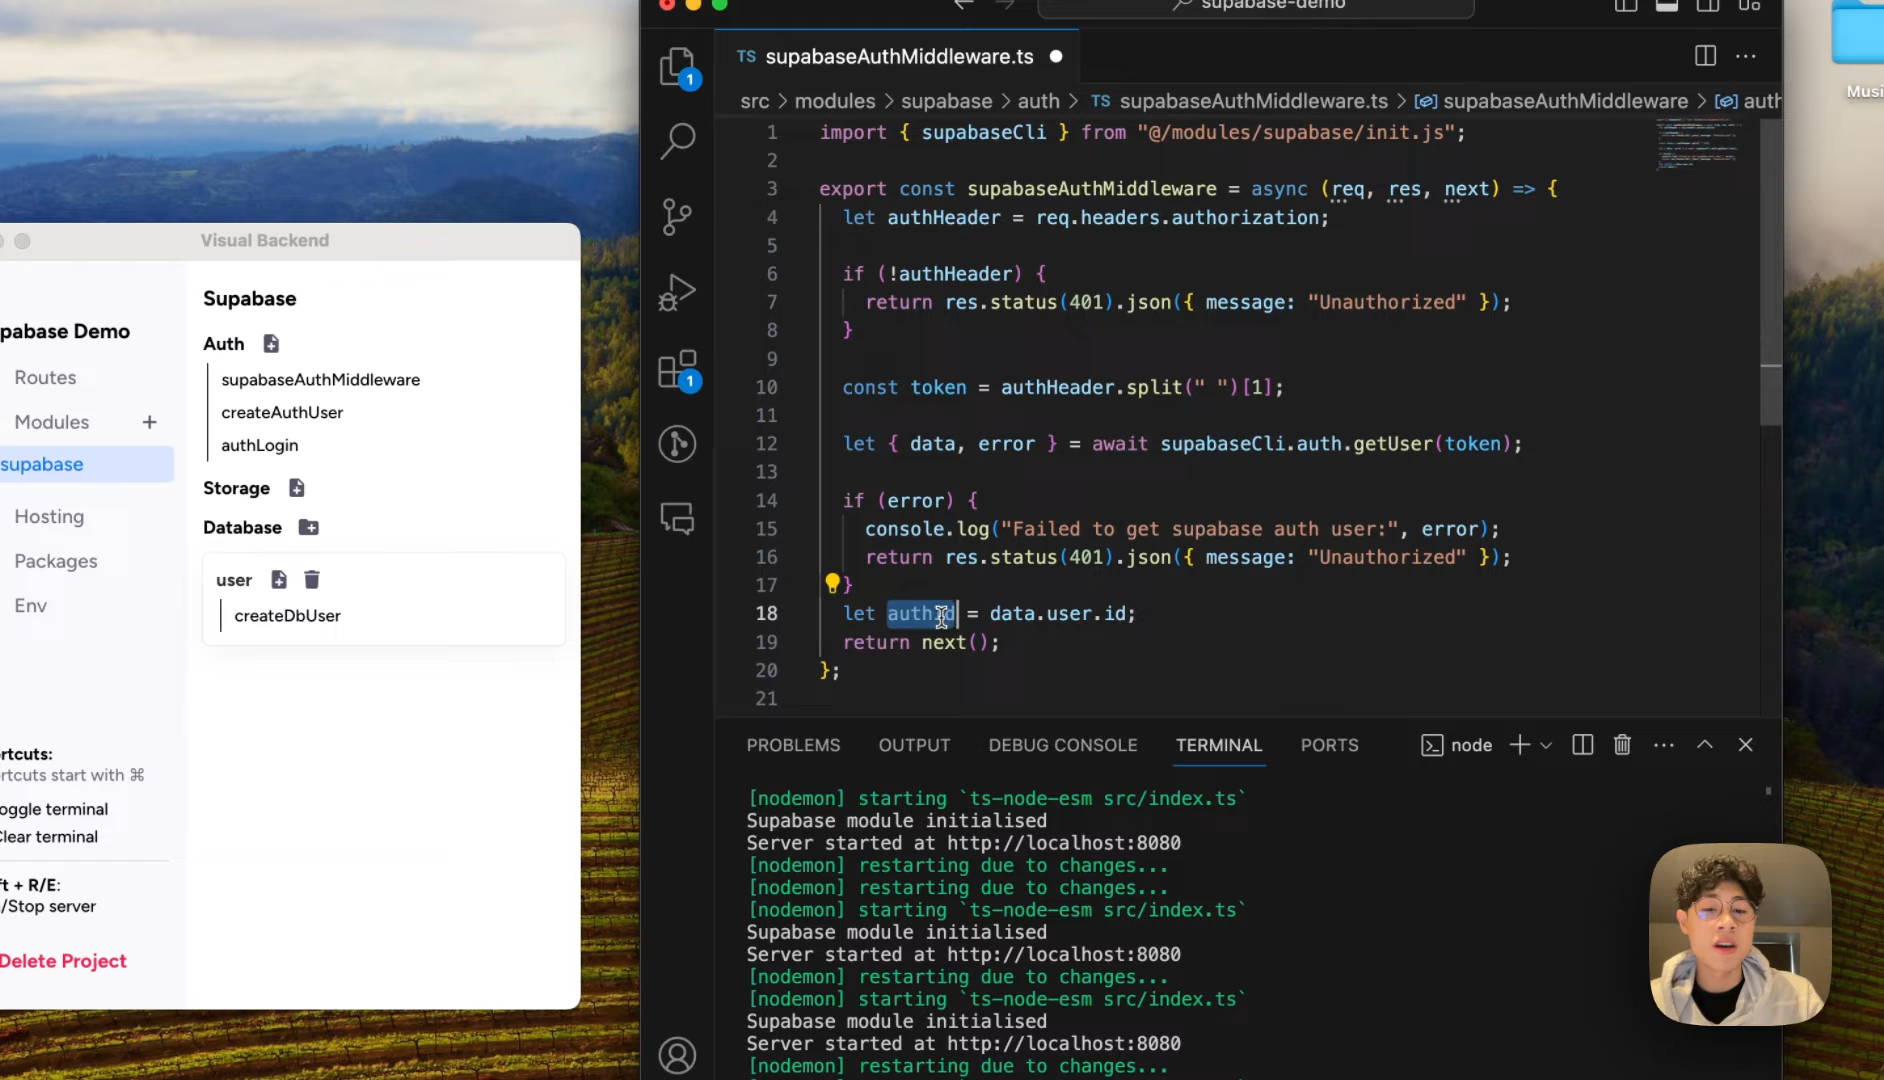 supabase-demo
Musi
Visual Backend
pabase Demo
Routes
Modules +
supabase
Hosting
Packages
Env
rtcuts:
rtcuts start with ⌘
oggle terminal
Clear terminal
ft + R/E:
/Stop server
Delete Project
Supabase
Auth
supabaseAuthMiddleware
createAuthUser
authLogin
Storage
Database
user
createDbUser
1
1
TS supabaseAuthMiddleware.ts
src > modules > supabase > auth > TS supabaseAuthMiddleware.ts > supabaseAuthMiddleware > auth
1 import { supabaseCli } from "@/modules/supabase/init.js";
2
3 export const supabaseAuthMiddleware = async (req, res, next) => {
4 let authHeader = req.headers.authorization;
5
6 if (!authHeader) {
7 return res.status(401).json({ message: "Unauthorized" });
8 }
9
10 const token = authHeader.split(" ")[1];
11
12 let { data, error } = await supabaseCli.auth.getUser(token);
13
14 if (error) {
15 console.log("Failed to get supabase auth user:", error);
16 return res.status(401).json({ message: "Unauthorized" });
17 }
18 let authId = data.user.id;
19 return next();
20 };
21
PROBLEMS OUTPUT DEBUG CONSOLE TERMINAL PORTS node
[nodemon] starting `ts-node-esm src/index.ts`
Supabase module initialised
Server started at http://localhost:8080
[nodemon] restarting due to changes...
[nodemon] restarting due to changes...
[nodemon] starting `ts-node-esm src/index.ts`
Supabase module initialised
Server started at http://localhost:8080
[nodemon] restarting due to changes...
[nodemon] starting `ts-node-esm src/index.ts`
Supabase module initialised
Server started at http://localhost:8080
[nodemon] restarting due to changes...